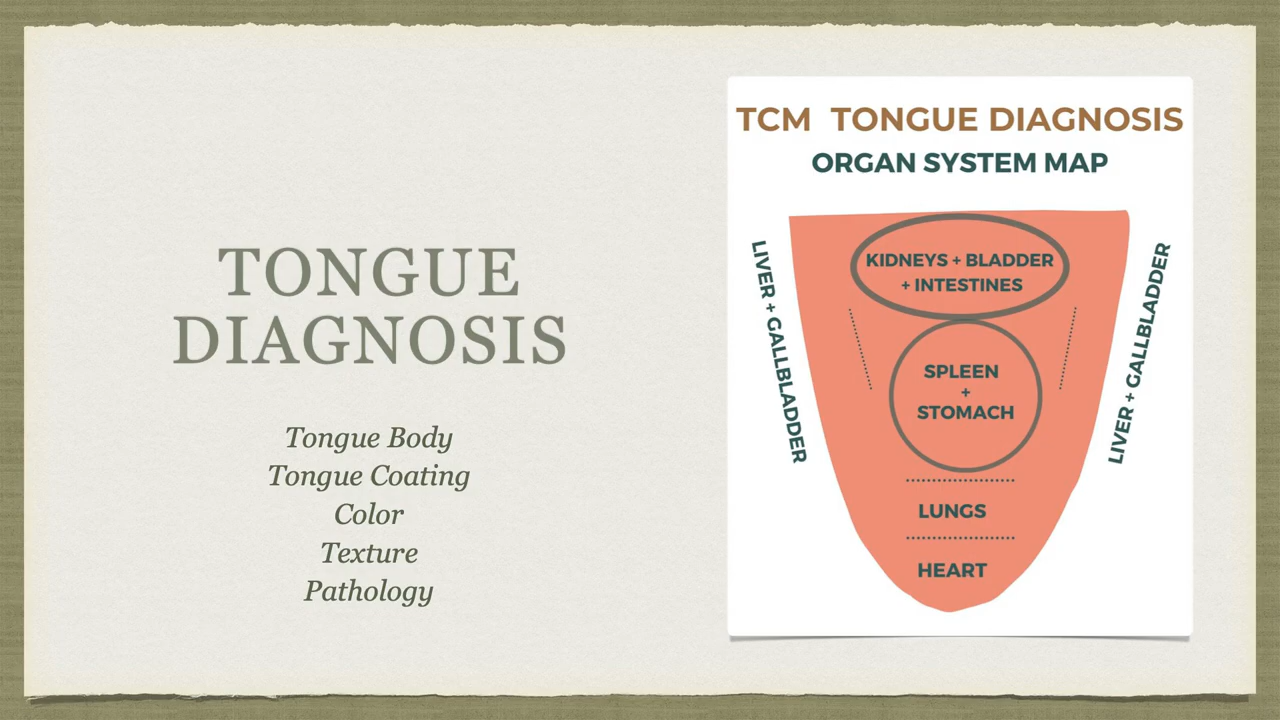 TONGUE
DIAGNOSIS
Tongue Body
Tongue Coating
Color
Texture
Pathology
TCM TONGUE DIAGNOSIS
ORGAN SYSTEM MAP
LIVER + GALLBLADDER
KIDNEYS + BLADDER
+ INTESTINES
SPLEEN
+
STOMACH
LUNGS
HEART
LIVER + GALLBLADDER